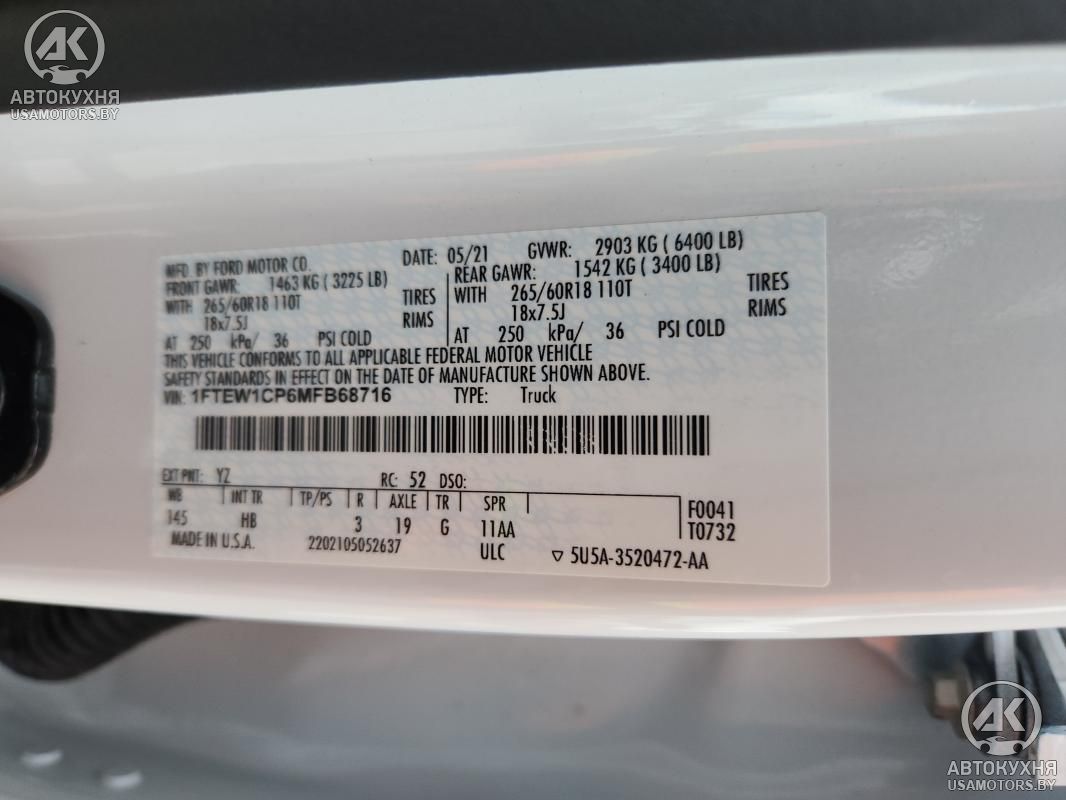 AK
АВТОКУХНЯ
USAMOTORS.BY
MFD. BY FORD MOTOR CO. DATE: 05/21 GVWR: 2903 KG ( 6400 LB)
FRONT GAWR: 1463 KG ( 3225 LB) REAR GAWR: 1542 KG ( 3400 LB)
WITH 265/60R18 110T TIRES WITH 265/60R18 110T TIRES
18x7.5J RIMS 18x7.5J RIMS
AT 250 kPa/ 36 PSI COLD AT 250 kPa/ 36 PSI COLD
THIS VEHICLE CONFORMS TO ALL APPLICABLE FEDERAL MOTOR VEHICLE
SAFETY STANDARDS IN EFFECT ON THE DATE OF MANUFACTURE SHOWN ABOVE.
VIN: 1FTEW1CP6MFB68716 TYPE: Truck
EXT PNT: YZ RC: 52 DSO:
WB INT TR TP/PS R AXLE TR SPR F0041
145 HB 3 19 G 11AA T0732
MADE IN U.S.A. 2202105052637 ULC ▽ 5U5A-3520472-AA
AK
АВТОКУХНЯ
USAMOTORS.BY